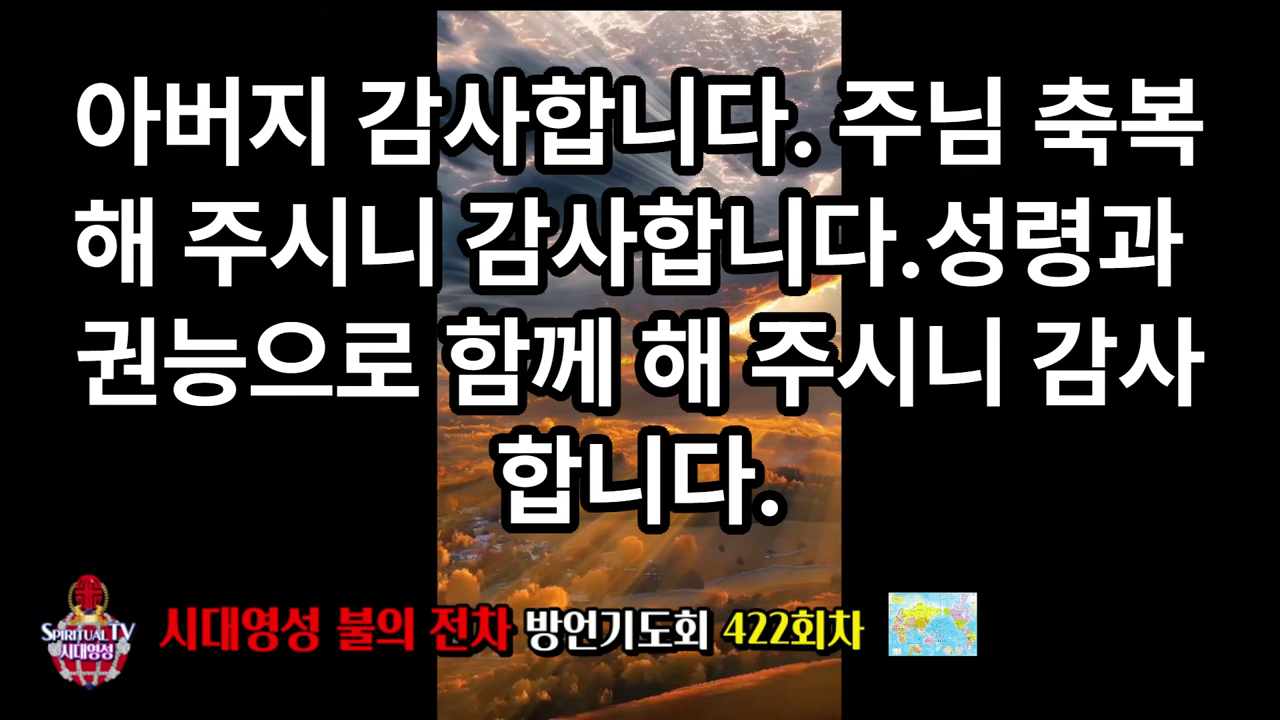 아버지 감사합니다. 주님 축복
해 주시니 감사합니다.성령과
권능으로 함께 해 주시니 감사
합니다.
SPIRITUAL TV
시대영성
시대영성 불의 전차 방언기도회 422회차